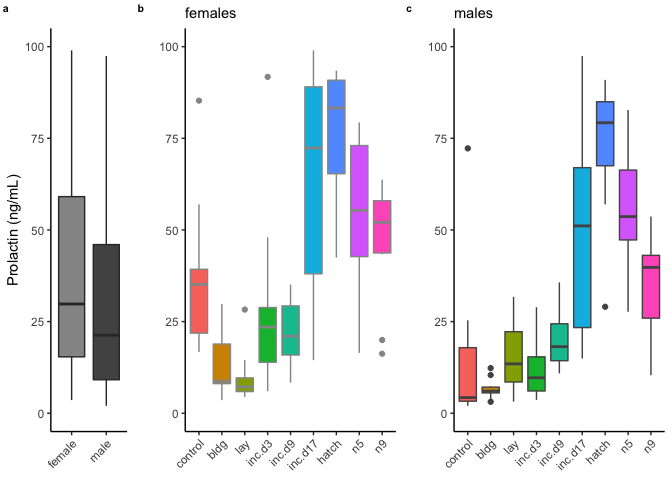 a
b
females
c
males
Prolactin (ng/mL)
100
75
50
25
0
female
male
100
75
50
25
0
control
bldg
lay
inc.d3
inc.d9
inc.d17
hatch
n5
n9
100
75
50
25
0
control
bldg
lay
inc.d3
inc.d9
inc.d17
hatch
n5
n9